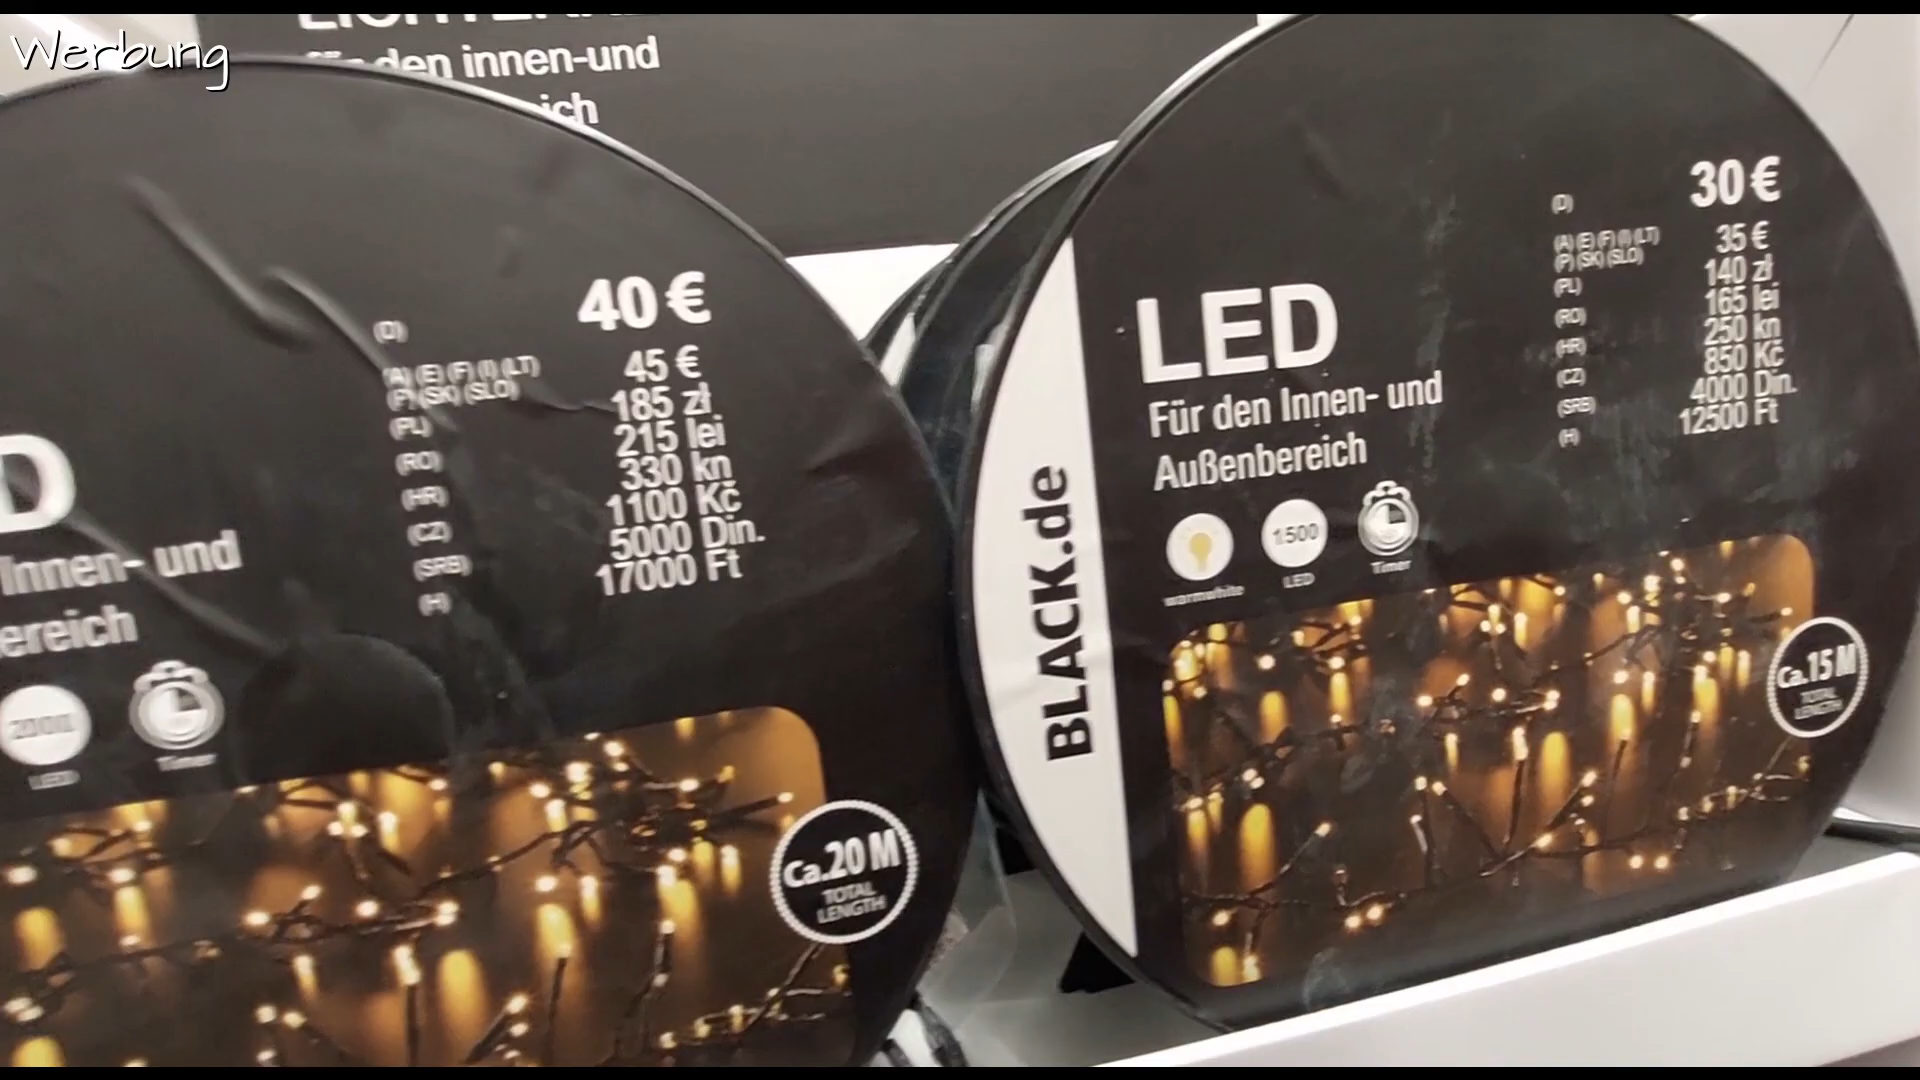 Werbung
für den innen-und
ich
40 €
(D)
(A) (E) (F) (I) (LT)
(P) (SK) (SLO)
45 €
(PL)
185 zł
(RO)
215 lei
(HR)
330 kn
(CZ)
1100 Kč
(SRB)
5000 Din.
(H)
17000 Ft
D
Innen- und
ereich
2000
LED
Timer
Ca.20 M
TOTAL
LENGTH
30 €
(D)
(A) (E) (F) (I) (LT)
(P) (SK) (SLO)
35 €
(PL)
140 zł
(RO)
165 lei
(HR)
250 kn
(CZ)
850 Kč
(SRB)
4000 Din.
(H)
12500 Ft
LED
Für den Innen- und
Außenbereich
BLACK.de
warmwhite
1500
LED
Timer
Ca.15 M
TOTAL
LENGTH